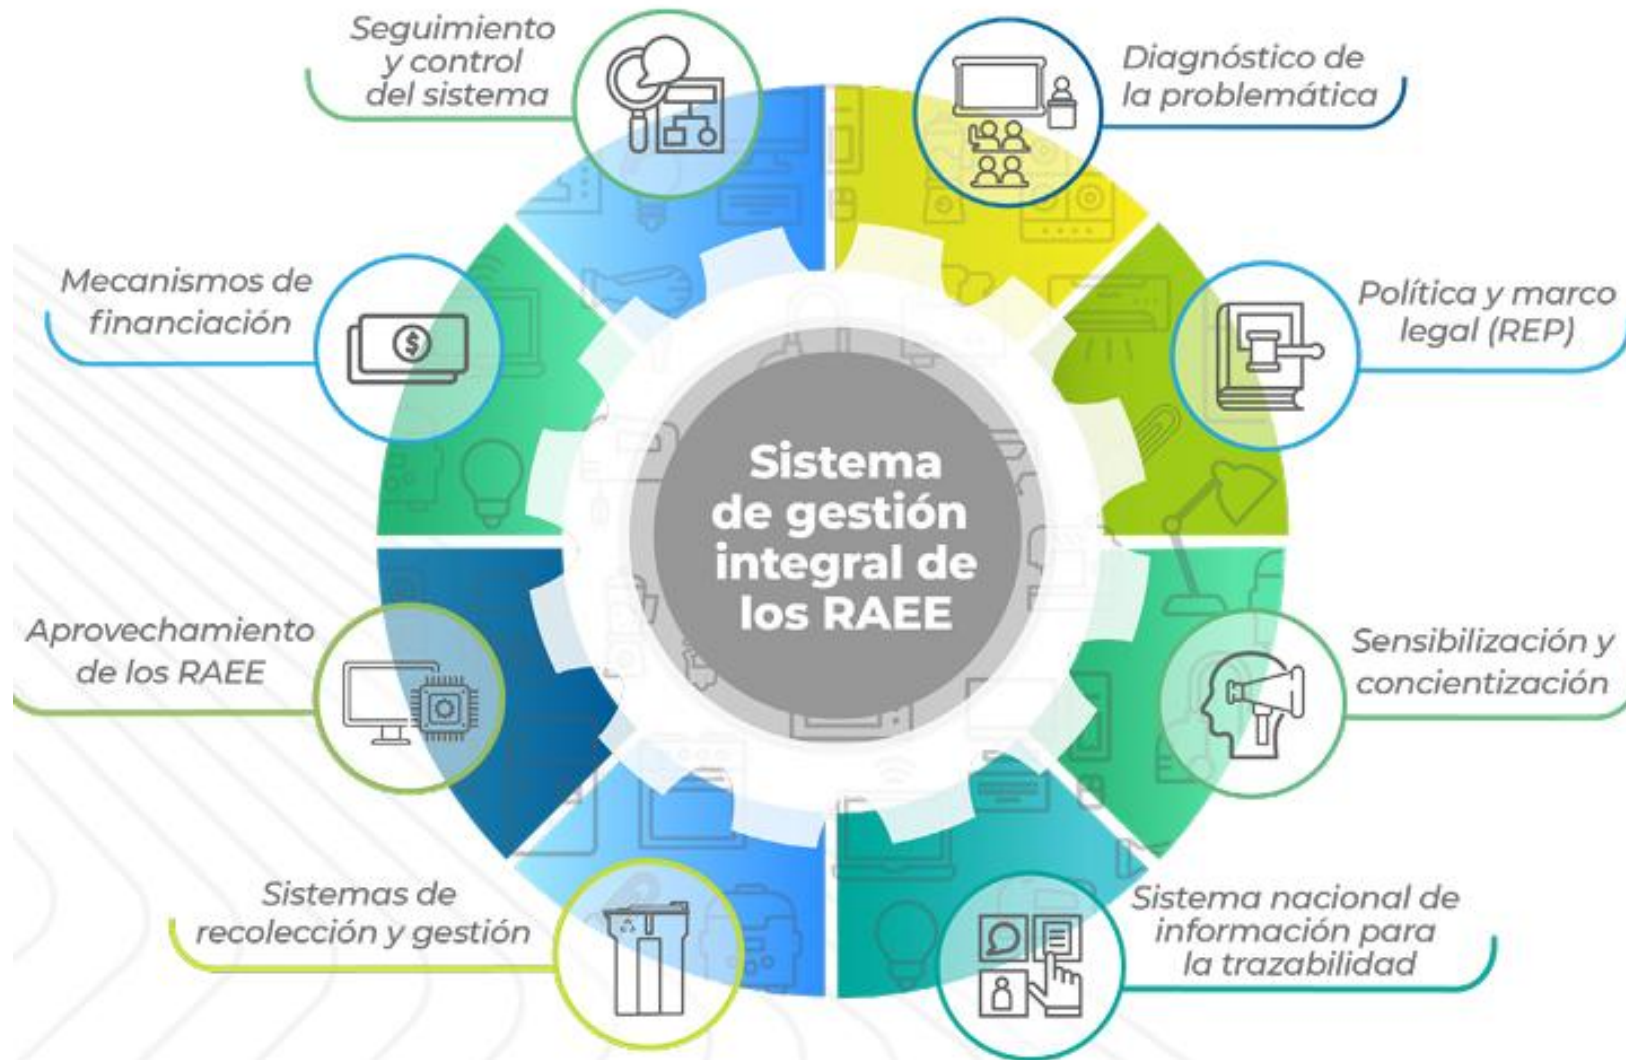 Sistema
de gestión
integral de
los RAEE
Diagnóstico de
la problemática
Política y marco
legal (REP)
Sensibilización y
concientización
Sistema nacional de
información para
la trazabilidad
Sistemas de
recolección y gestión
Aprovechamiento
de los RAEE
Mecanismos de
financiación
Seguimiento
y control
del sistema
$